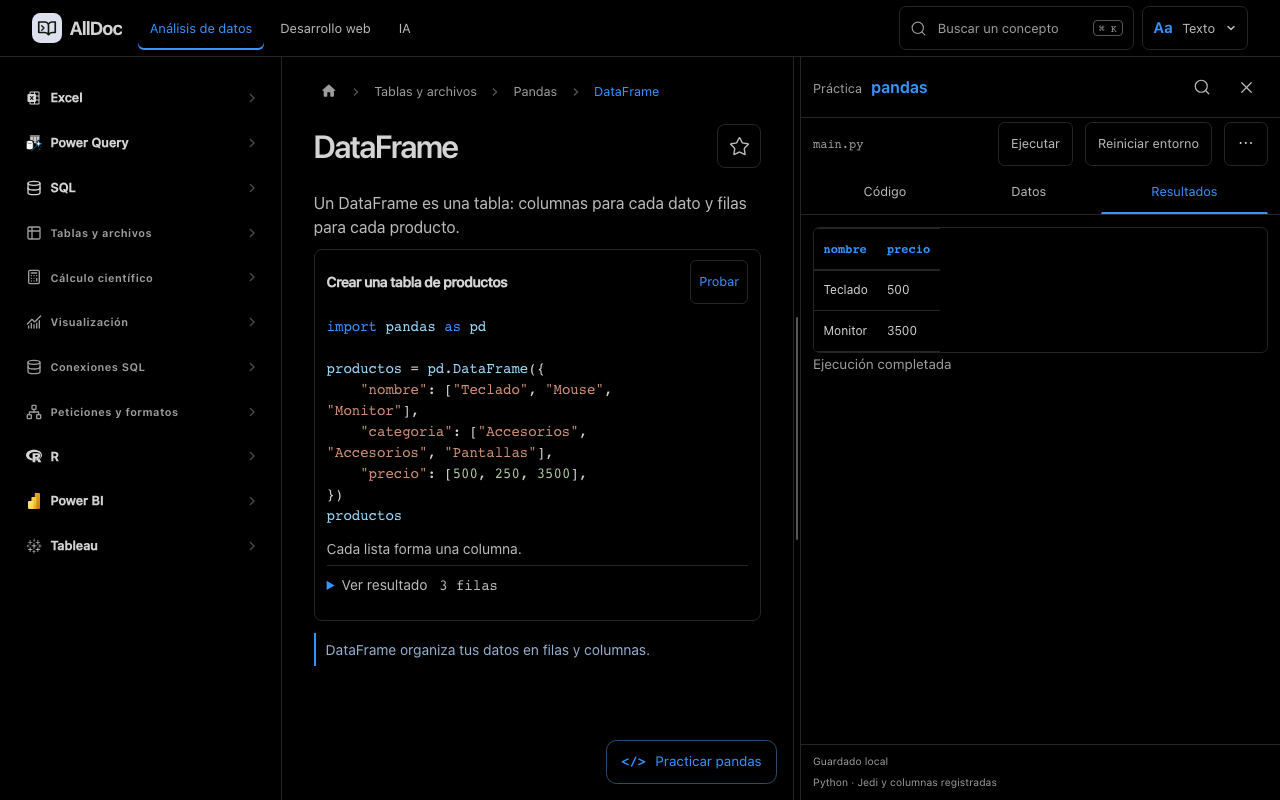 AllDoc
Análisis de datos
Desarrollo web
IA
Buscar un concepto
⌘ K
Aa Texto
Excel
Power Query
SQL
Tablas y archivos
Cálculo científico
Visualización
Conexiones SQL
Peticiones y formatos
R
Power BI
Tableau
Tablas y archivos > Pandas > DataFrame
DataFrame
Un DataFrame es una tabla: columnas para cada dato y filas
para cada producto.
Crear una tabla de productos
Probar
import pandas as pd
productos = pd.DataFrame({
    "nombre": ["Teclado", "Mouse",
"Monitor"],
    "categoria": ["Accesorios",
"Accesorios", "Pantallas"],
    "precio": [500, 250, 3500],
})
productos
Cada lista forma una columna.
Ver resultado 3 filas
DataFrame organiza tus datos en filas y columnas.
</> Practicar pandas
Práctica pandas
main.py
Ejecutar
Reiniciar entorno
...
Código
Datos
Resultados
nombre precio
Teclado 500
Monitor 3500
Ejecución completada
Guardado local
Python · Jedi y columnas registradas